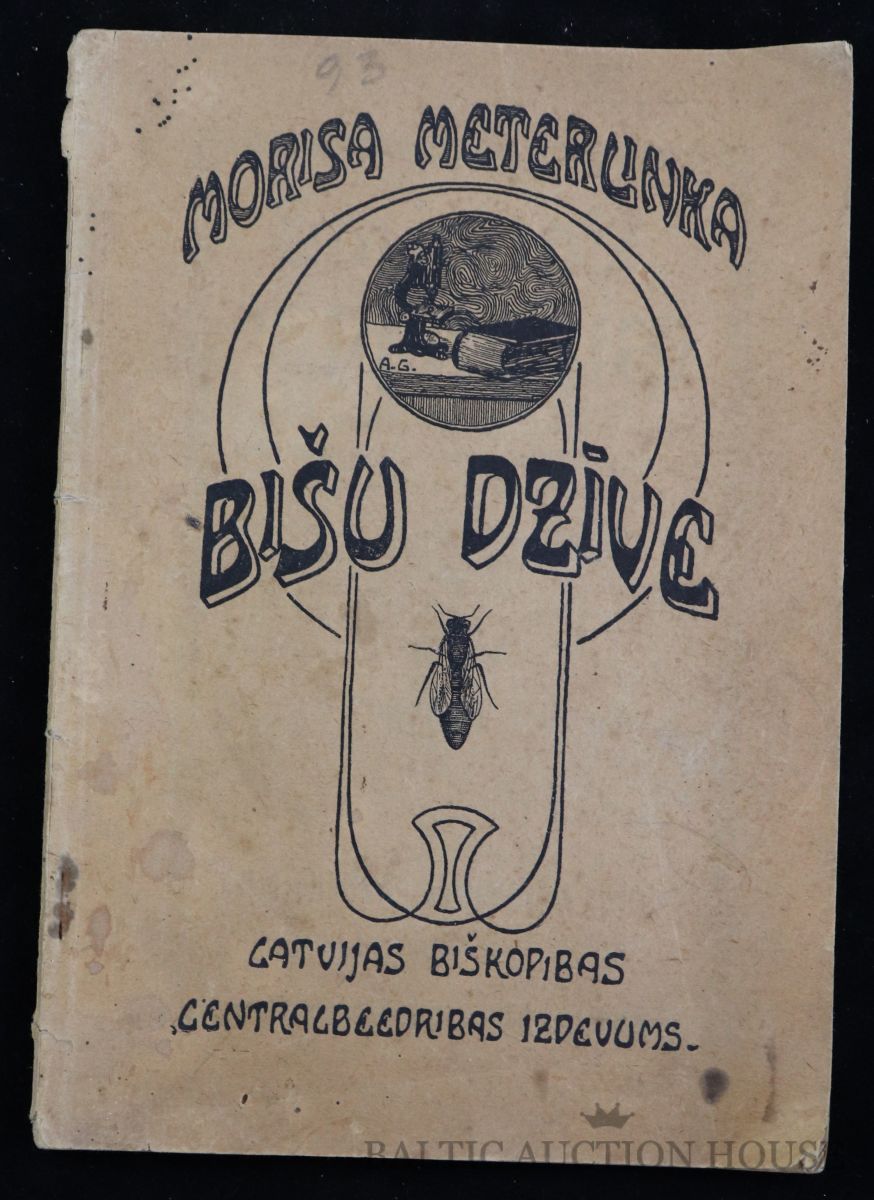 93
MORISA METERLINKA
A.G.
BIŠU DZĪVE
LATVIJAS BIŠKOPIBAS
CENTRALBEEDRIBAS IZDEVUMS.
BALTIC AUCTION HOUSE